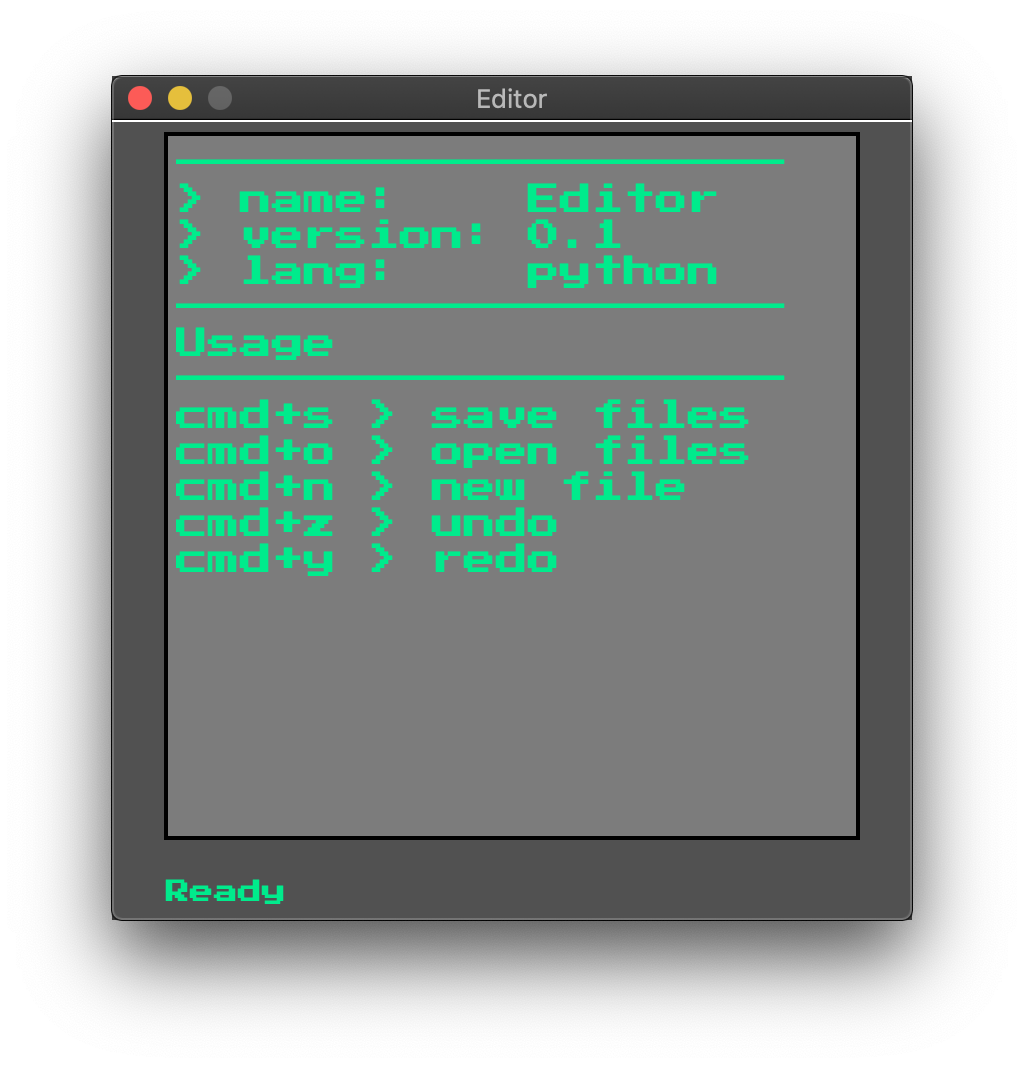 Editor
> name: Editor
> version: 0.1
> lang: python
Usage
cmd+s > save files
cmd+o > open files
cmd+n > new file
cmd+z > undo
cmd+y > redo
Ready